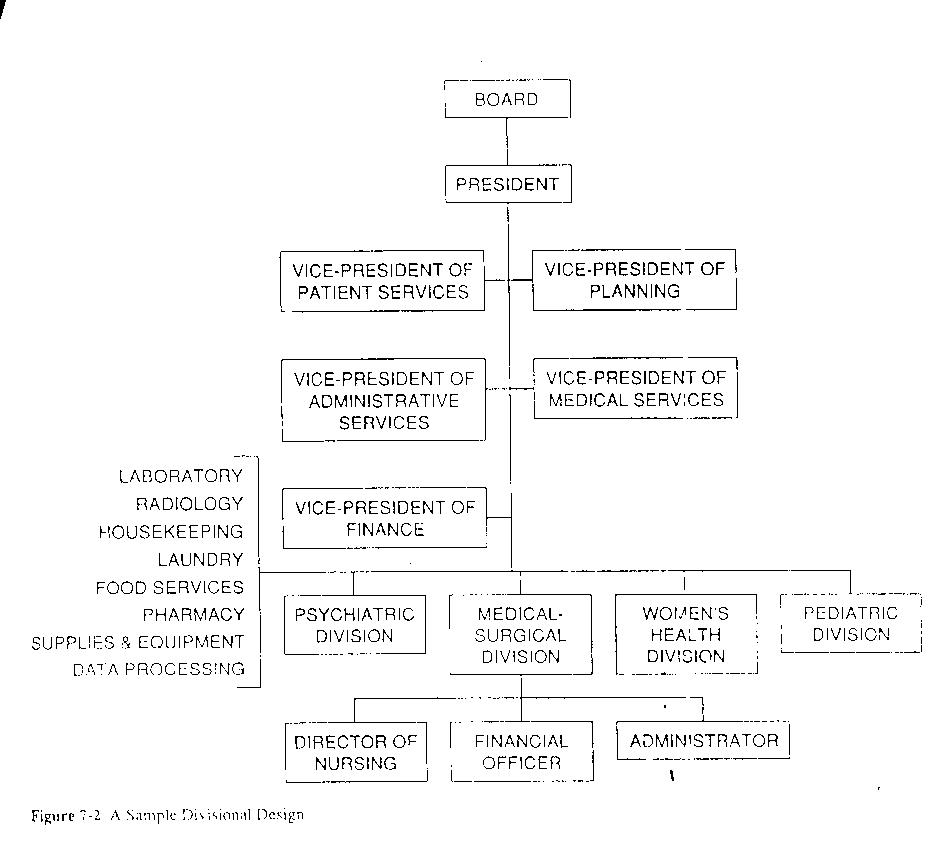 BOARD
PRESIDENT
VICE-PRESIDENT OF
PATIENT SERVICES
VICE-PRESIDENT OF
PLANNING
VICE-PRESIDENT OF
ADMINISTRATIVE
SERVICES
VICE-PRESIDENT OF
MEDICAL SERVICES
VICE-PRESIDENT OF
FINANCE
LABORATORY
RADIOLOGY
HOUSEKEEPING
LAUNDRY
FOOD SERVICES
PHARMACY
SUPPLIES & EQUIPMENT
DATA PROCESSING
PSYCHIATRIC
DIVISION
MEDICAL-
SURGICAL
DIVISION
WOMEN'S
HEALTH
DIVISION
PEDIATRIC
DIVISION
DIRECTOR OF
NURSING
FINANCIAL
OFFICER
ADMINISTRATOR
Figure 7-2 A Sample Divisional Design